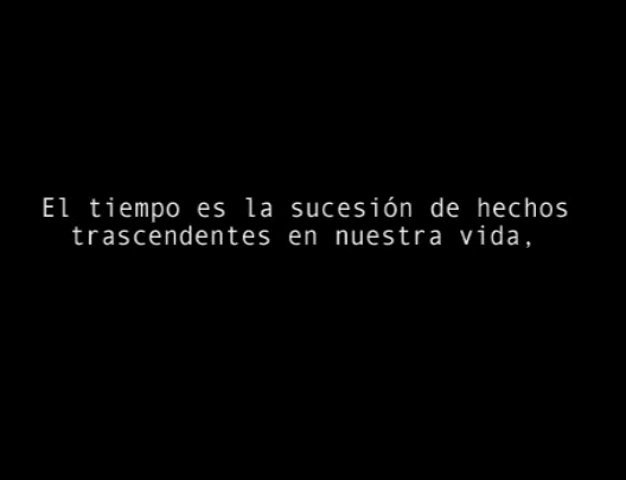 El tiempo es la sucesión de hechos
trascendentes en nuestra vida,